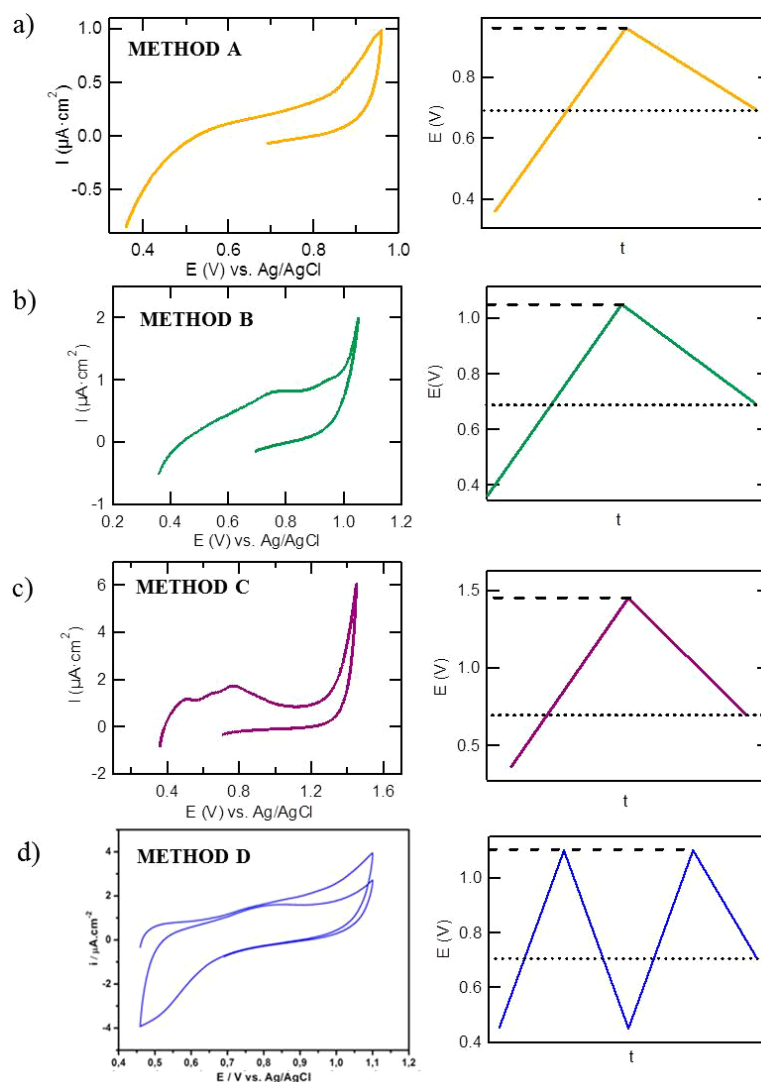 a)
METHOD A
1.0
0.5
0.0
-0.5
I (µA·cm²)
0.4
0.6
0.8
1.0
E (V) vs. Ag/AgCl
0.8
0.4
E (V)
t
b)
METHOD B
2
1
0
-1
I (µA·cm²)
0.2
0.4
0.6
0.8
1.0
1.2
E (V) vs. Ag/AgCl
1.0
0.8
0.6
0.4
E(V)
t
c)
METHOD C
6
4
2
0
-2
I (µA·cm²)
0.4
0.8
1.2
1.6
E (V) vs. Ag/AgCl
1.5
1.0
0.5
E (V)
t
d)
METHOD D
4
2
0
-2
-4
i / µA.cm⁻²
0,4
0,5
0,6
0,7
0,8
0,9
1,0
1,1
1,2
E / V vs. Ag/AgCl
1.0
0.8
0.6
0.4
E (V)
t